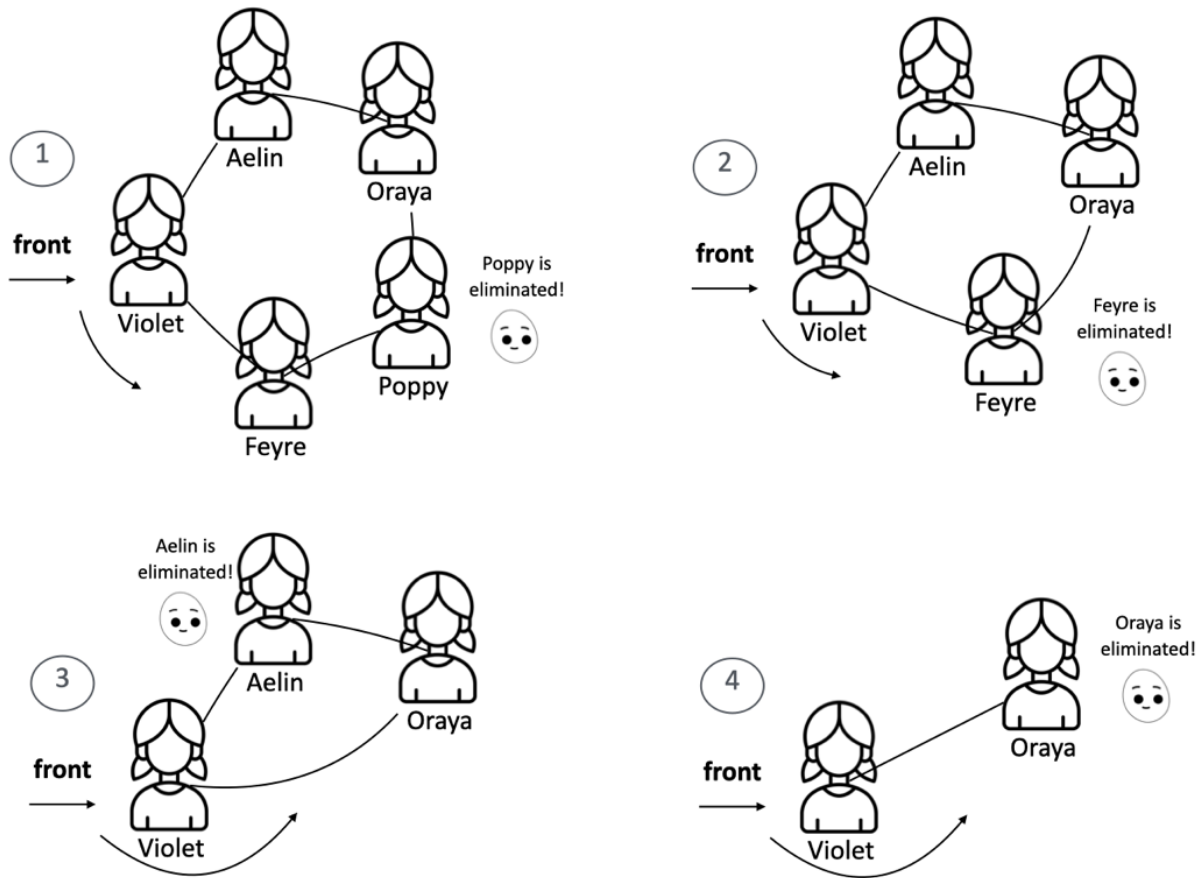 1
Aelin
Oraya
front
Poppy is
eliminated!
Violet
Poppy
Feyre
2
Aelin
Oraya
front
Feyre is
eliminated!
Violet
Feyre
Aelin is
eliminated!
3
Aelin
Oraya
front
Violet
4
Oraya is
eliminated!
Oraya
front
Violet